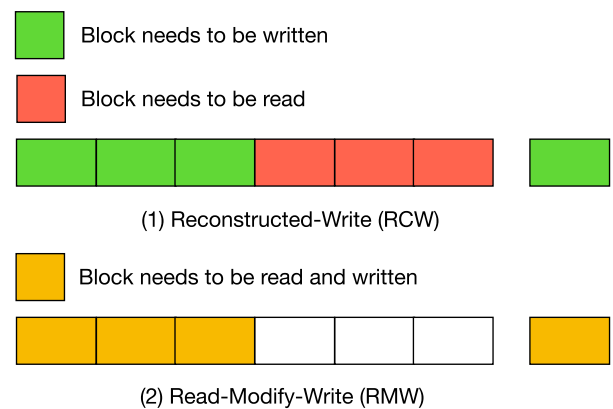 Block needs to be written
Block needs to be read
(1) Reconstructed-Write (RCW)
Block needs to be read and written
(2) Read-Modify-Write (RMW)